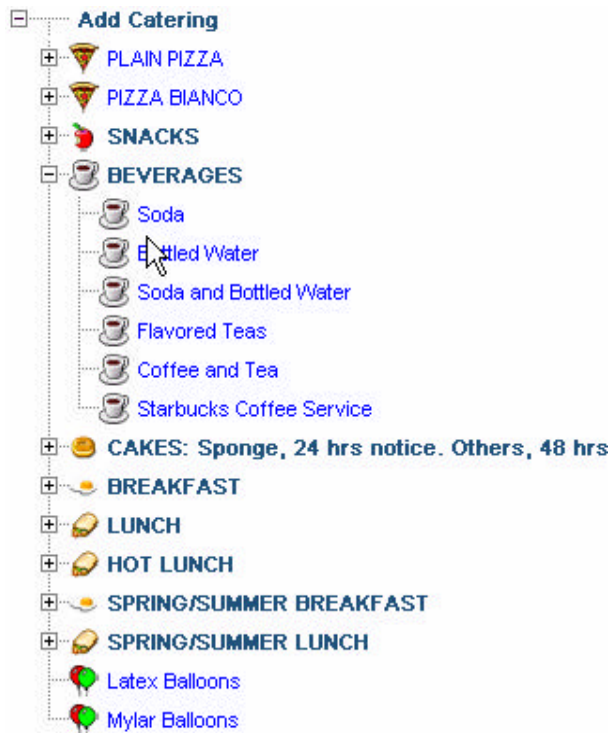 Add Catering
PLAIN PIZZA
PIZZA BIANCO
SNACKS
BEVERAGES
Soda
Bottled Water
Soda and Bottled Water
Flavored Teas
Coffee and Tea
Starbucks Coffee Service
CAKES: Sponge, 24 hrs notice. Others, 48 hrs
BREAKFAST
LUNCH
HOT LUNCH
SPRING/SUMMER BREAKFAST
SPRING/SUMMER LUNCH
Latex Balloons
Mylar Balloons